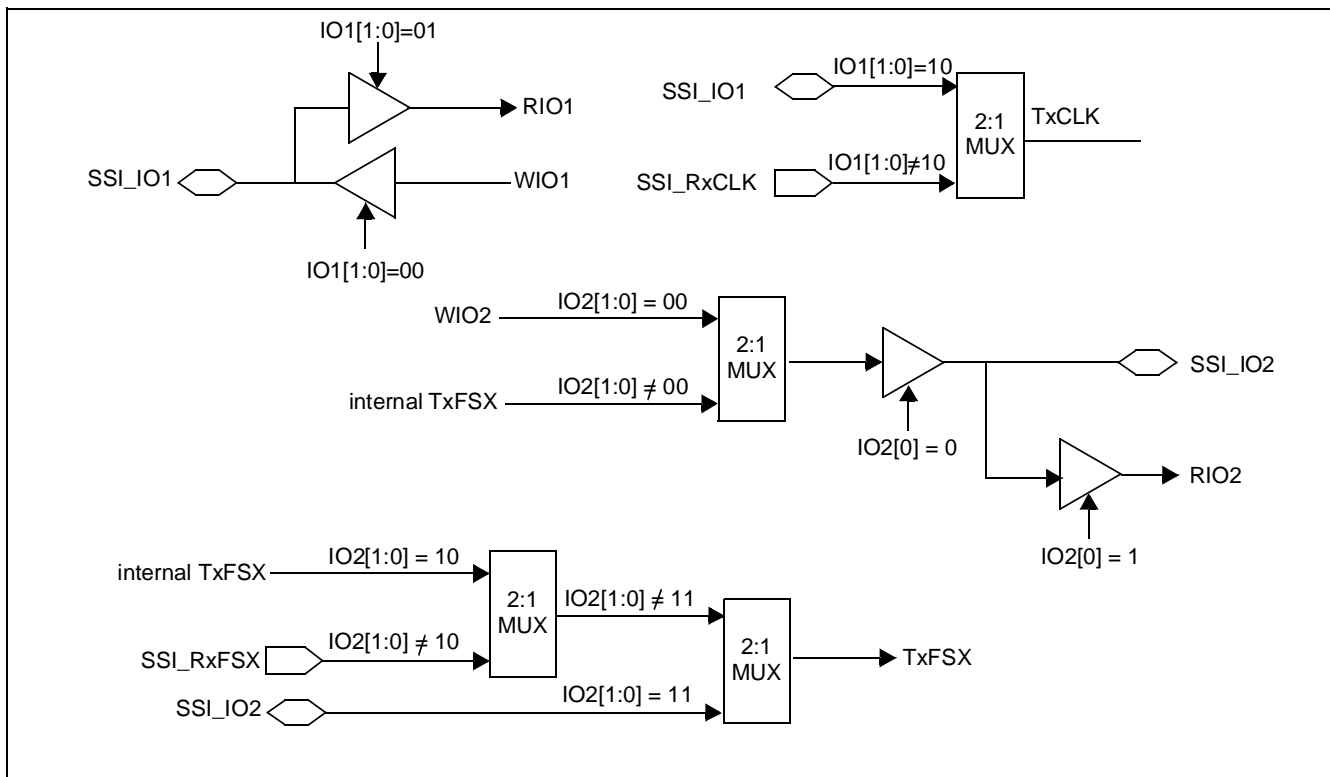 IO1[1:0]=01
RIO1
SSI_IO1
WIO1
IO1[1:0]=00
SSI_IO1
IO1[1:0]=10
2:1
MUX
TxCLK
SSI_RxCLK
IO1[1:0]≠10
WIO2
IO2[1:0] = 00
2:1
MUX
internal TxFSX
IO2[1:0] ≠ 00
SSI_IO2
IO2[0] = 0
RIO2
IO2[0] = 1
internal TxFSX
IO2[1:0] = 10
2:1
MUX
IO2[1:0] ≠ 11
SSI_RxFSX
IO2[1:0] ≠ 10
2:1
MUX
TxFSX
SSI_IO2
IO2[1:0] = 11